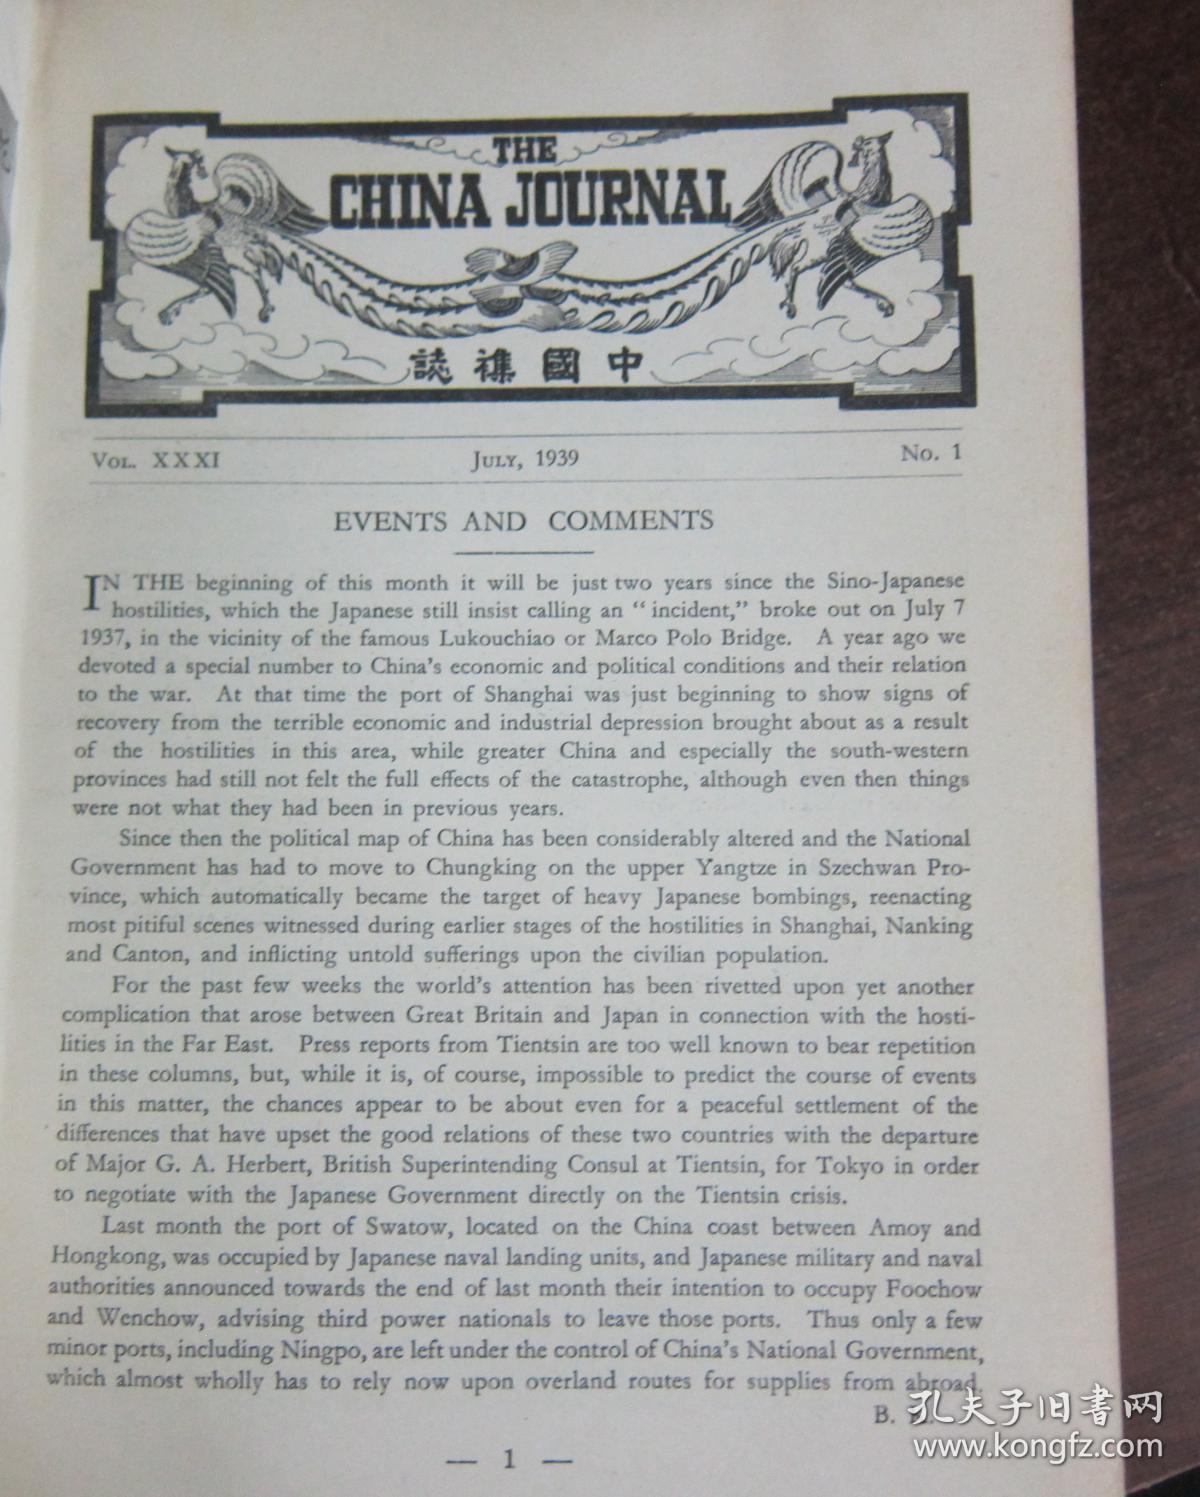 THE
CHINA JOURNAL
誌 雜 國 中
VOL. XXXI JULY, 1939 No. 1
EVENTS AND COMMENTS
IN THE beginning of this month it will be just two years since the Sino-Japanese
hostilities, which the Japanese still insist calling an “incident,” broke out on July 7
1937, in the vicinity of the famous Lukouchiao or Marco Polo Bridge. A year ago we
devoted a special number to China’s economic and political conditions and their relation
to the war. At that time the port of Shanghai was just beginning to show signs of
recovery from the terrible economic and industrial depression brought about as a result
of the hostilities in this area, while greater China and especially the south-western
provinces had still not felt the full effects of the catastrophe, although even then things
were not what they had been in previous years.
Since then the political map of China has been considerably altered and the National
Government has had to move to Chungking on the upper Yangtze in Szechwan Pro-
vince, which automatically became the target of heavy Japanese bombings, reenacting
most pitiful scenes witnessed during earlier stages of the hostilities in Shanghai, Nanking
and Canton, and inflicting untold sufferings upon the civilian population.
For the past few weeks the world’s attention has been rivetted upon yet another
complication that arose between Great Britain and Japan in connection with the hosti-
lities in the Far East. Press reports from Tientsin are too well known to bear repetition
in these columns, but, while it is, of course, impossible to predict the course of events
in this matter, the chances appear to be about even for a peaceful settlement of the
differences that have upset the good relations of these two countries with the departure
of Major G. A. Herbert, British Superintending Consul at Tientsin, for Tokyo in order
to negotiate with the Japanese Government directly on the Tientsin crisis.
Last month the port of Swatow, located on the China coast between Amoy and
Hongkong, was occupied by Japanese naval landing units, and Japanese military and naval
authorities announced towards the end of last month their intention to occupy Foochow
and Wenchow, advising third power nationals to leave those ports. Thus only a few
minor ports, including Ningpo, are left under the control of China’s National Government,
which almost wholly has to rely now upon overland routes for supplies from abroad.
B.
— 1 —
孔夫子旧书网
www.kongfz.com